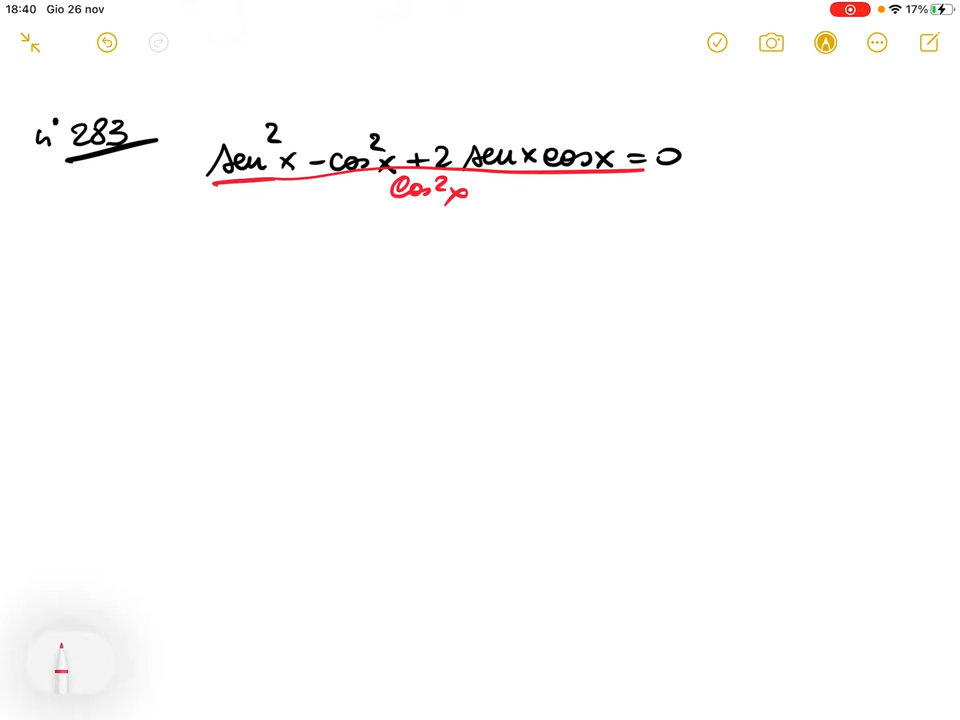 18:40 Gio 26 nov 17%
n° 283 sen²x - cos²x + 2 senx cosx = 0
cos²x